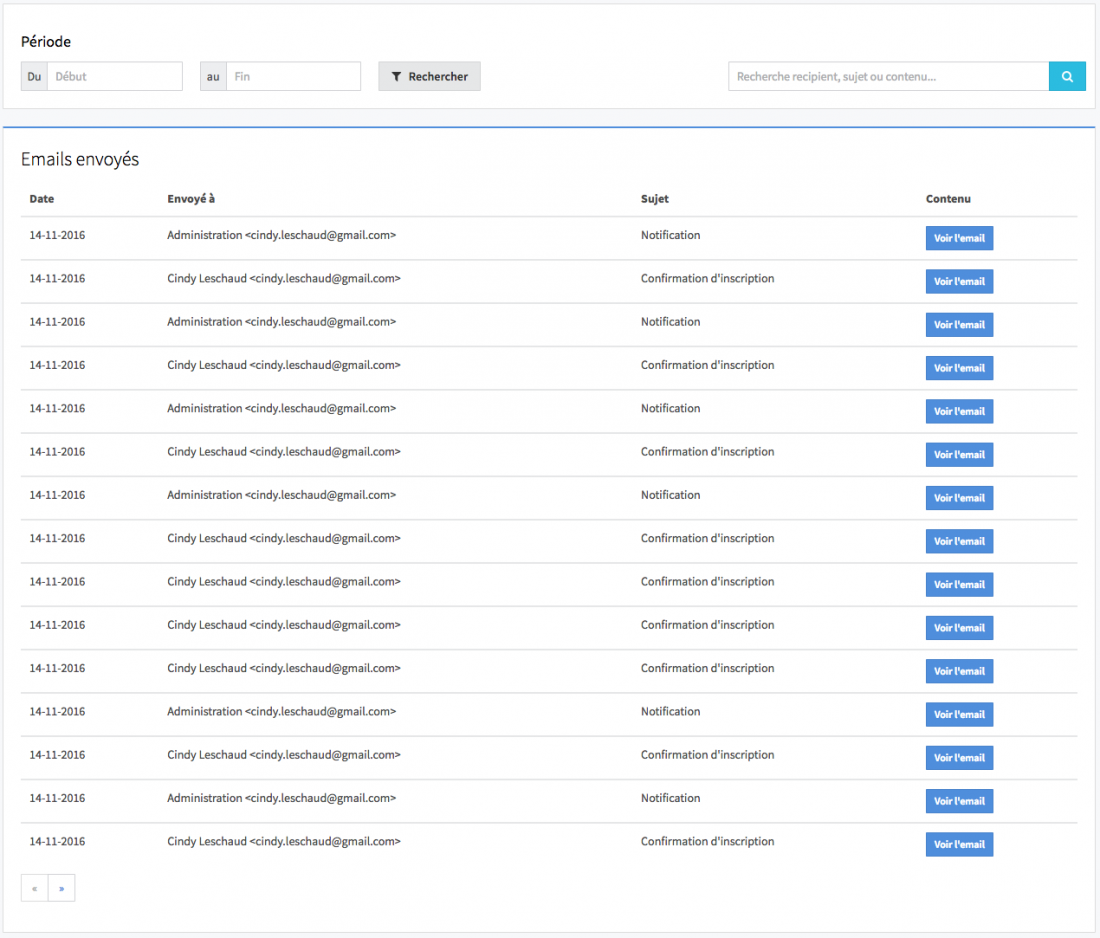 Période
Du Début au Fin Rechercher Recherche recipient, sujet ou contenu...
Emails envoyés
Date Envoyé à Sujet Contenu
14-11-2016 Administration <cindy.leschaud@gmail.com> Notification Voir l'email
14-11-2016 Cindy Leschaud <cindy.leschaud@gmail.com> Confirmation d'inscription Voir l'email
14-11-2016 Administration <cindy.leschaud@gmail.com> Notification Voir l'email
14-11-2016 Cindy Leschaud <cindy.leschaud@gmail.com> Confirmation d'inscription Voir l'email
14-11-2016 Administration <cindy.leschaud@gmail.com> Notification Voir l'email
14-11-2016 Cindy Leschaud <cindy.leschaud@gmail.com> Confirmation d'inscription Voir l'email
14-11-2016 Administration <cindy.leschaud@gmail.com> Notification Voir l'email
14-11-2016 Cindy Leschaud <cindy.leschaud@gmail.com> Confirmation d'inscription Voir l'email
14-11-2016 Cindy Leschaud <cindy.leschaud@gmail.com> Confirmation d'inscription Voir l'email
14-11-2016 Cindy Leschaud <cindy.leschaud@gmail.com> Confirmation d'inscription Voir l'email
14-11-2016 Cindy Leschaud <cindy.leschaud@gmail.com> Confirmation d'inscription Voir l'email
14-11-2016 Administration <cindy.leschaud@gmail.com> Notification Voir l'email
14-11-2016 Cindy Leschaud <cindy.leschaud@gmail.com> Confirmation d'inscription Voir l'email
14-11-2016 Administration <cindy.leschaud@gmail.com> Notification Voir l'email
14-11-2016 Cindy Leschaud <cindy.leschaud@gmail.com> Confirmation d'inscription Voir l'email
« »